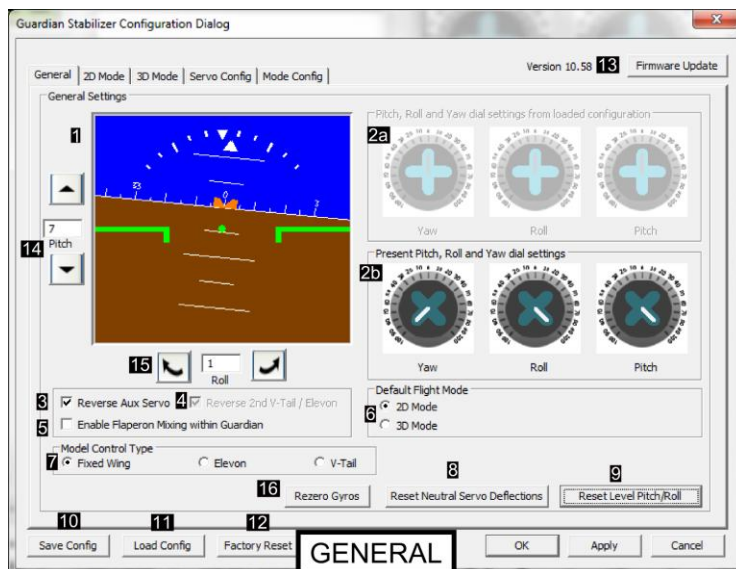 Guardian Stabilizer Configuration Dialog
Version 10.58 13 Firmware Update
General 2D Mode 3D Mode Servo Config Mode Config
General Settings
1
14
7
Pitch
15
1
Roll
Pitch, Roll and Yaw dial settings from loaded configuration
2a
Yaw Roll Pitch
Present Pitch, Roll and Yaw dial settings
2b
Yaw Roll Pitch
3 Reverse Aux Servo 4 Reverse 2nd V-Tail / Elevon
5 Enable Flaperon Mixing within Guardian
Default Flight Mode
6
2D Mode
3D Mode
Model Control Type
7 Fixed Wing Elevon V-Tail
16 Rezero Gyros
8
Reset Neutral Servo Deflections
9
Reset Level Pitch/Roll
10 11 12
Save Config Load Config Factory Reset
GENERAL
OK Apply Cancel